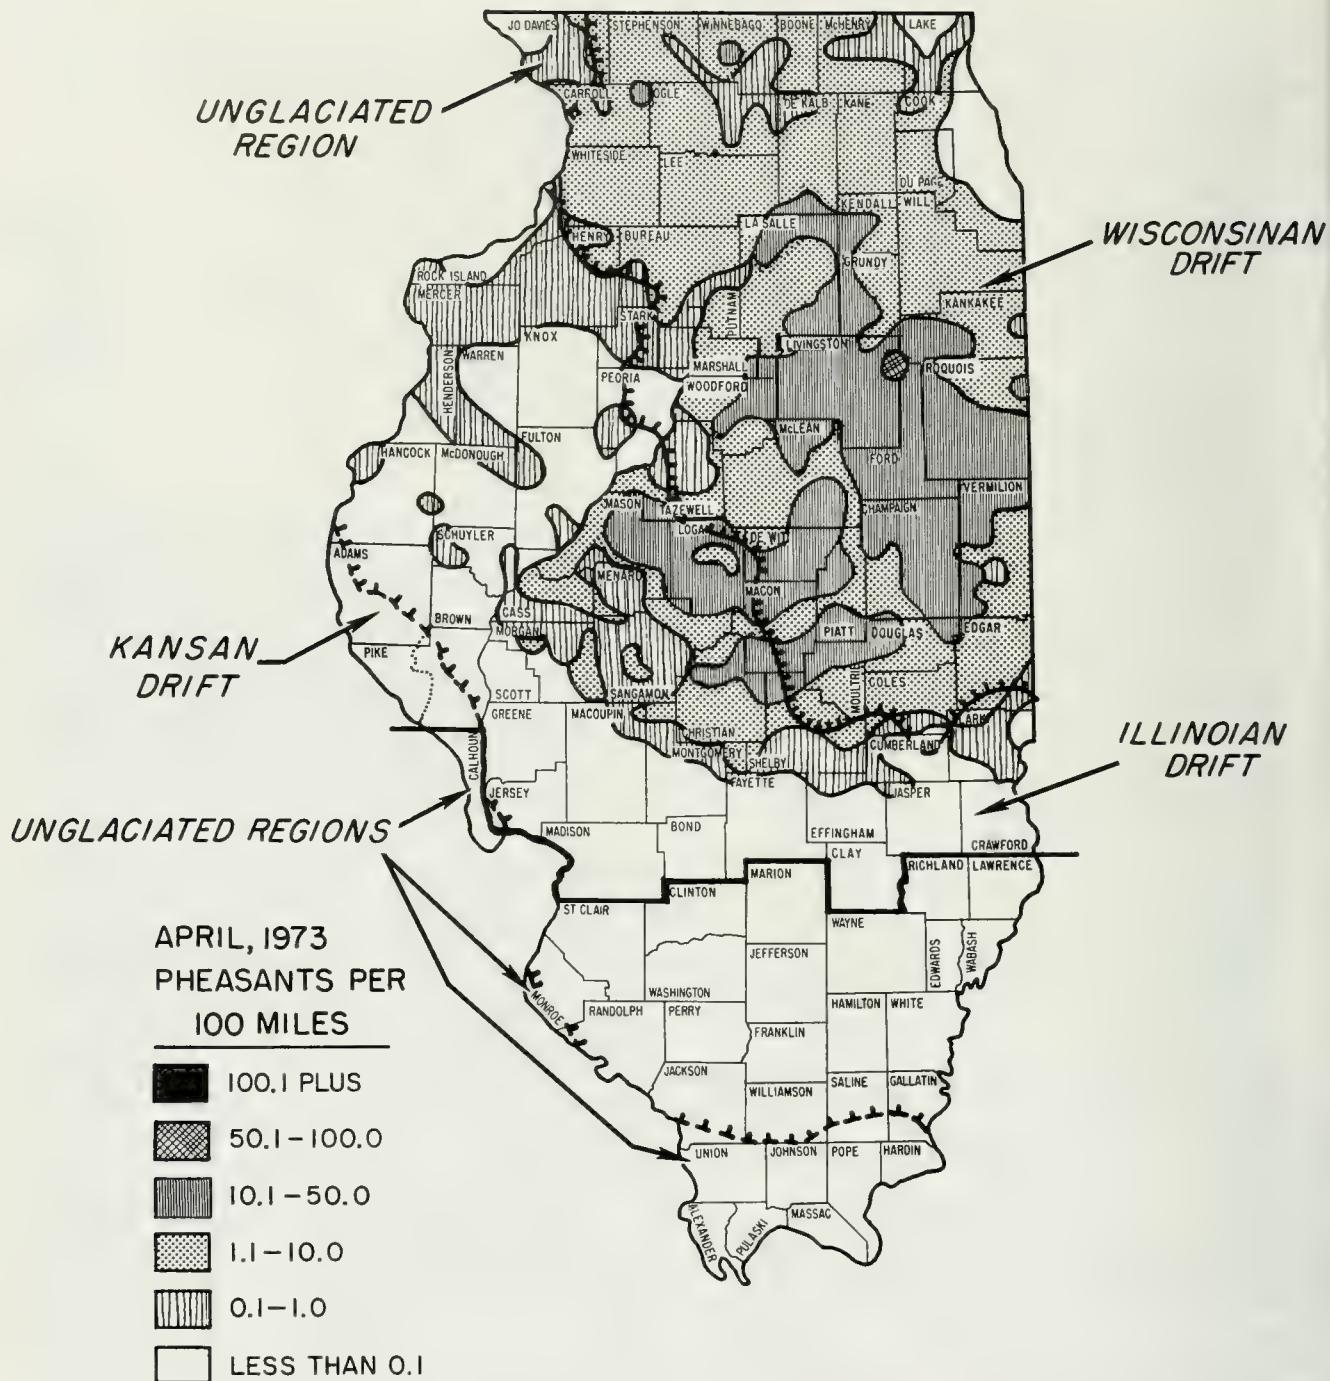 JO DAVIES STEPHENSON WINNEBAGO BOONE McHENRY LAKE
UNGLACIATED
REGION
CARROLL OGLE DE KALB KANE COOK
WHITESIDE LEE
DU PAGE
KENDALL WILL
LA SALLE
HENRY BUREAU
WISCONSINAN
DRIFT
GRUNDY
ROCK ISLAND
MERCER
KANKAKEE
STARK PUTNAM
KNOX
LIVINGSTON
WARREN
MARSHALL
IROQUOIS
PEORIA
WOODFORD
HENDERSON
McLEAN
FULTON
HANCOCK McDONOUGH
FORD
VERMILION
MASON
TAZEWELL
CHAMPAIGN
LOGAN
DE WITT
SCHUYLER
ADAMS
MENARD
MACON
CASS
BROWN
MORGAN
PIATT DOUGLAS EDGAR
KANSAN
DRIFT
PIKE
COLES
MOULTRIE
SCOTT
SANGAMON
GREENE MACOUPIN
CLARK
CHRISTIAN
CUMBERLAND
ILLINOIAN
DRIFT
MONTGOMERY
SHELBY
CALHOUN
FAYETTE
JERSEY
JASPER
UNGLACIATED REGIONS
MADISON BOND
EFFINGHAM
CRAWFORD
CLAY
RICHLAND LAWRENCE
MARION
CLINTON
ST CLAIR
WAYNE
EDWARDS WABASH
JEFFERSON
WASHINGTON
MONROE
RANDOLPH PERRY
HAMILTON WHITE
FRANKLIN
JACKSON
SALINE GALLATIN
WILLIAMSON
UNION JOHNSON POPE HARDIN
ALEXANDER PULASKI MASSAC
APRIL, 1973
PHEASANTS PER
100 MILES
100.1 PLUS
50.1-100.0
10.1-50.0
1.1-10.0
0.1-1.0
LESS THAN 0.1